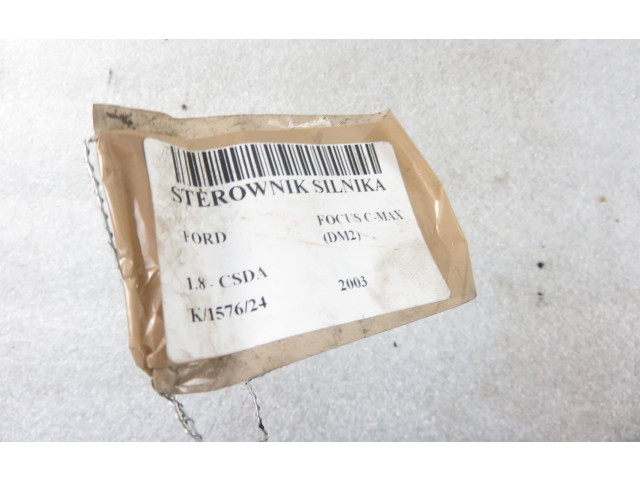 STEROWNIK SILNIKA
FORD
FOCUS C-MAX
(DM2)
1.8 - CSDA
2003
K/1576/24